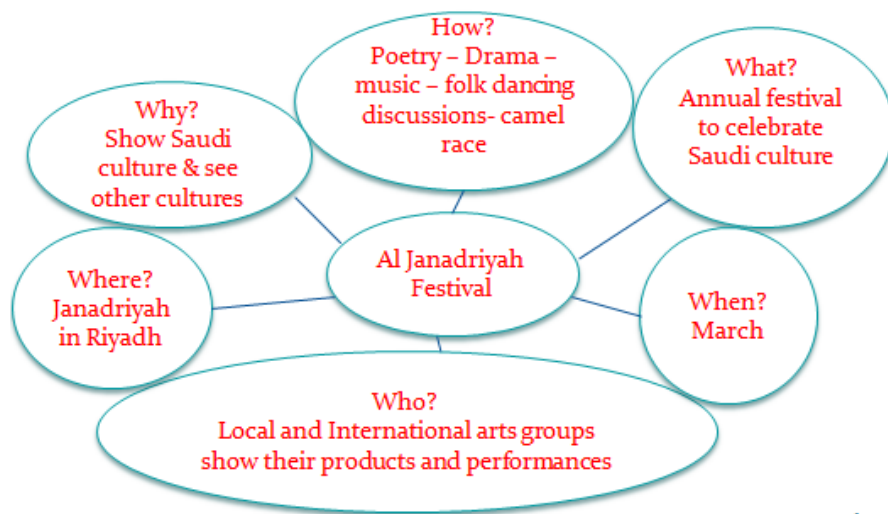 How?
Poetry – Drama –
music – folk dancing
discussions- camel
race
What?
Annual festival
to celebrate
Saudi culture
Why?
Show Saudi
culture & see
other cultures
Al Janadriyah
Festival
Where?
Janadriyah
in Riyadh
When?
March
Who?
Local and International arts groups
show their products and performances